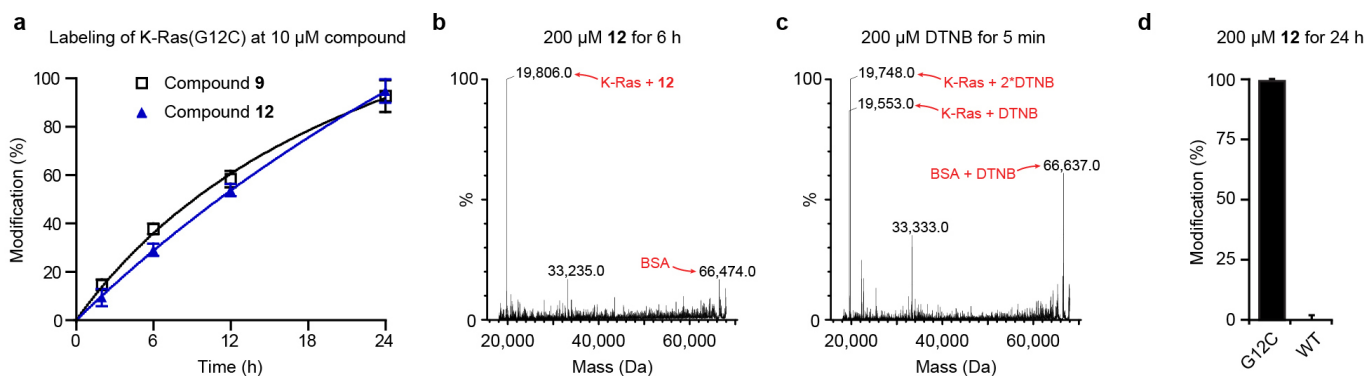 a
Labeling of K-Ras(G12C) at 10 μM compound
Modification (%)
100
80
60
40
20
0
Compound 9
Compound 12
0
6
12
18
24
Time (h)
b
200 μM 12 for 6 h
%
100
0
19,806.0
K-Ras + 12
33,235.0
BSA
66,474.0
20,000
40,000
60,000
Mass (Da)
c
200 μM DTNB for 5 min
%
100
0
19,748.0
K-Ras + 2*DTNB
19,553.0
K-Ras + DTNB
BSA + DTNB
66,637.0
33,333.0
20,000
40,000
60,000
Mass (Da)
d
200 μM 12 for 24 h
Modification (%)
100
75
50
25
0
G12C
WT